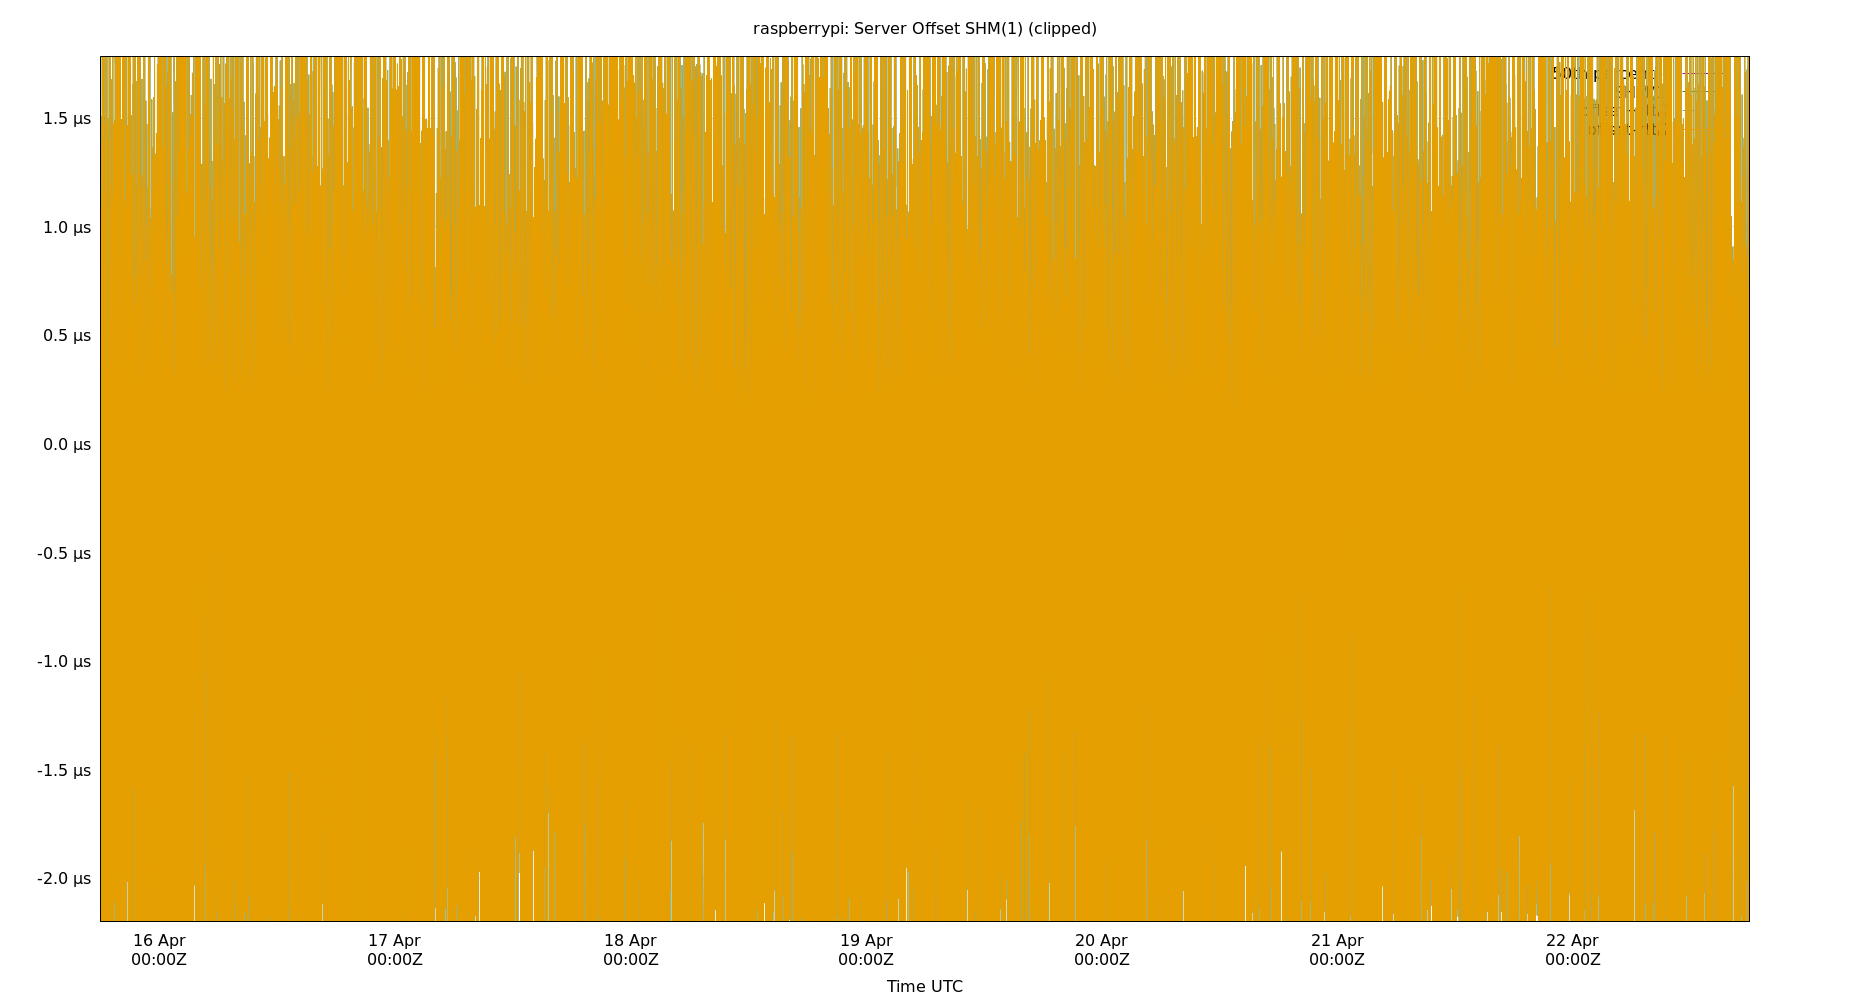 raspberrypi: Server Offset SHM(1) (clipped)
1.5 µs
1.0 µs
0.5 µs
0.0 µs
-0.5 µs
-1.0 µs
-1.5 µs
-2.0 µs
16 Apr 17 Apr 18 Apr 19 Apr 20 Apr 21 Apr 22 Apr
00:00Z 00:00Z 00:00Z 00:00Z 00:00Z 00:00Z 00:00Z
Time UTC